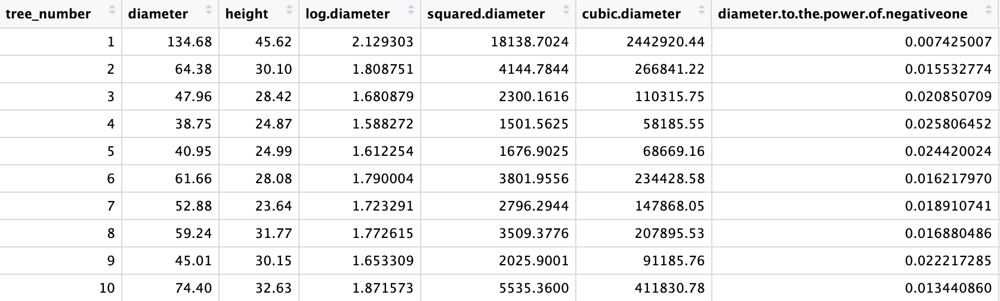 tree_number diameter height log.diameter squared.diameter cubic.diameter diameter.to.the.power.of.negativeone
1 134.68 45.62 2.129303 18138.7024 2442920.44 0.007425007
2 64.38 30.10 1.808751 4144.7844 266841.22 0.015532774
3 47.96 28.42 1.680879 2300.1616 110315.75 0.020850709
4 38.75 24.87 1.588272 1501.5625 58185.55 0.025806452
5 40.95 24.99 1.612254 1676.9025 68669.16 0.024420024
6 61.66 28.08 1.790004 3801.9556 234428.58 0.016217970
7 52.88 23.64 1.723291 2796.2944 147868.05 0.018910741
8 59.24 31.77 1.772615 3509.3776 207895.53 0.016880486
9 45.01 30.15 1.653309 2025.9001 91185.76 0.022217285
10 74.40 32.63 1.871573 5535.3600 411830.78 0.013440860